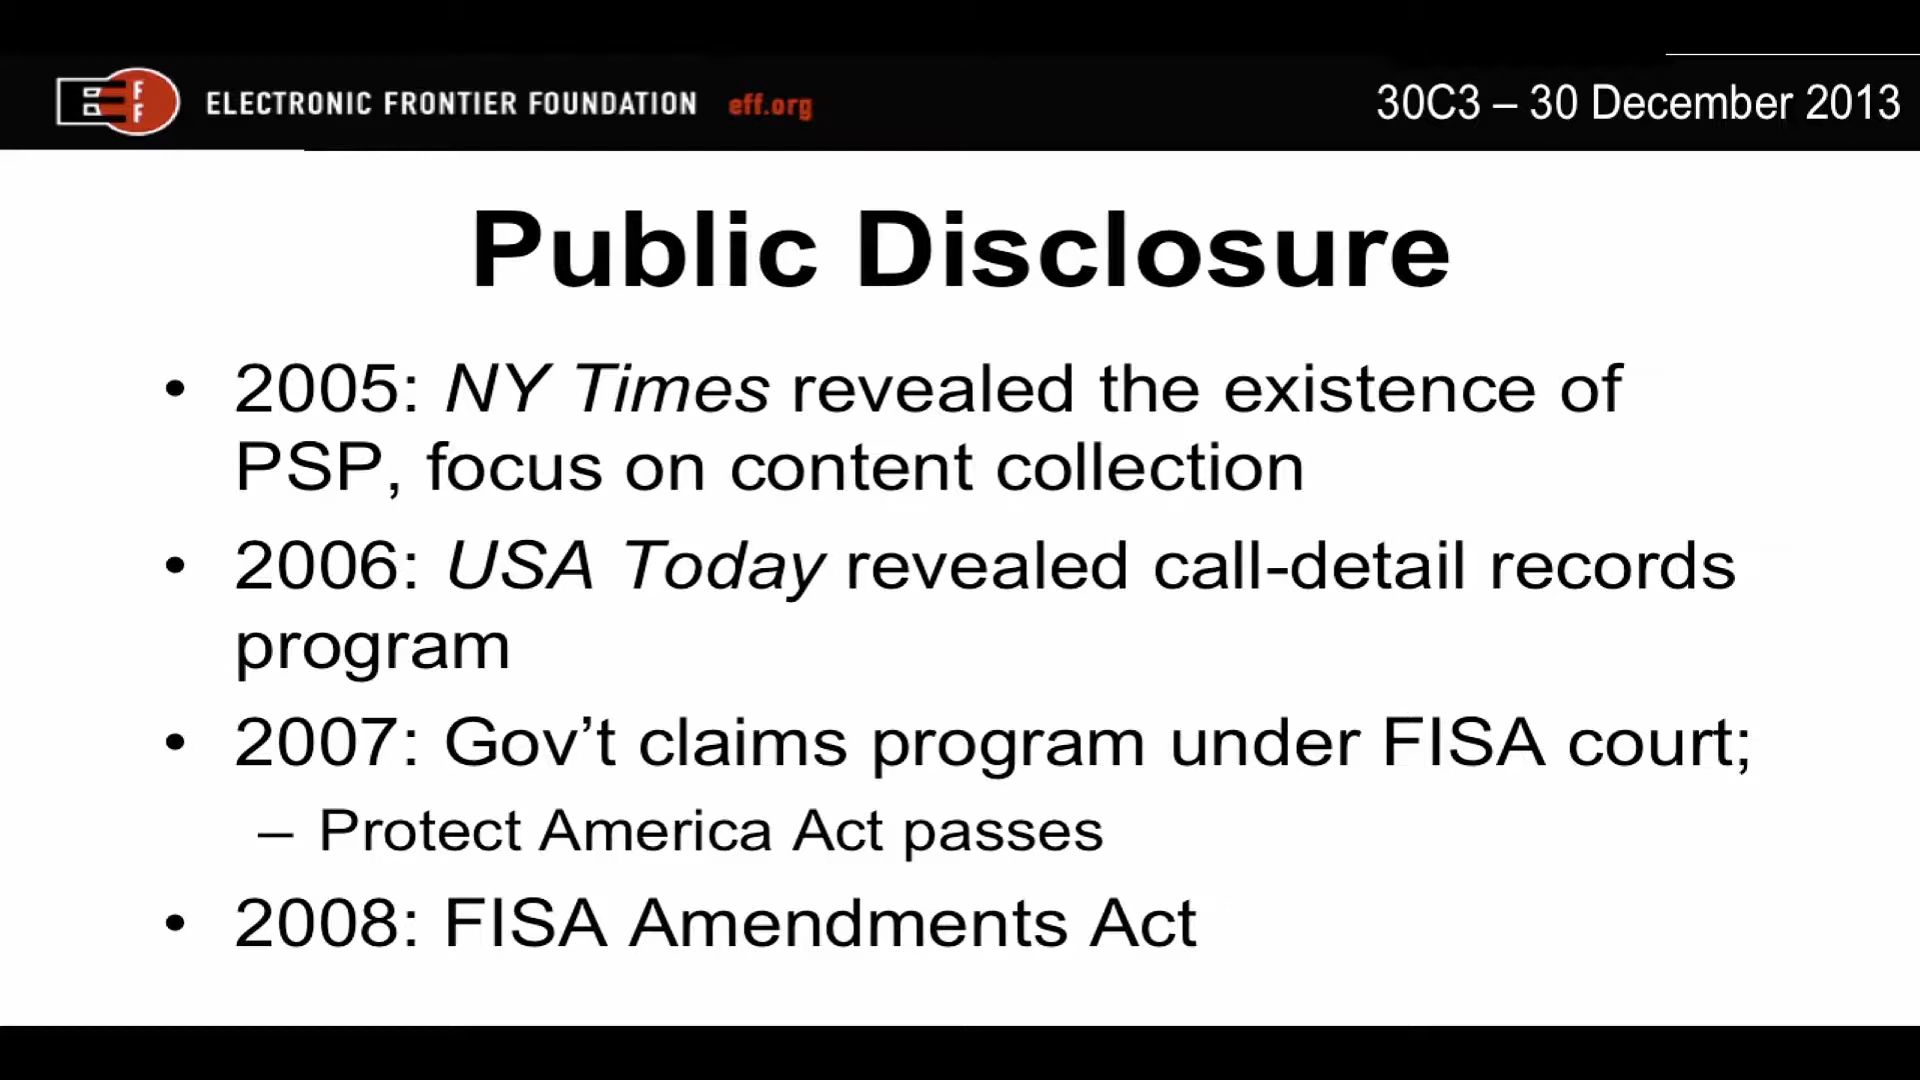 EFF
ELECTRONIC FRONTIER FOUNDATION eff.org
30C3 – 30 December 2013
Public Disclosure
• 2005: NY Times revealed the existence of
PSP, focus on content collection
• 2006: USA Today revealed call-detail records
program
• 2007: Gov’t claims program under FISA court;
– Protect America Act passes
• 2008: FISA Amendments Act